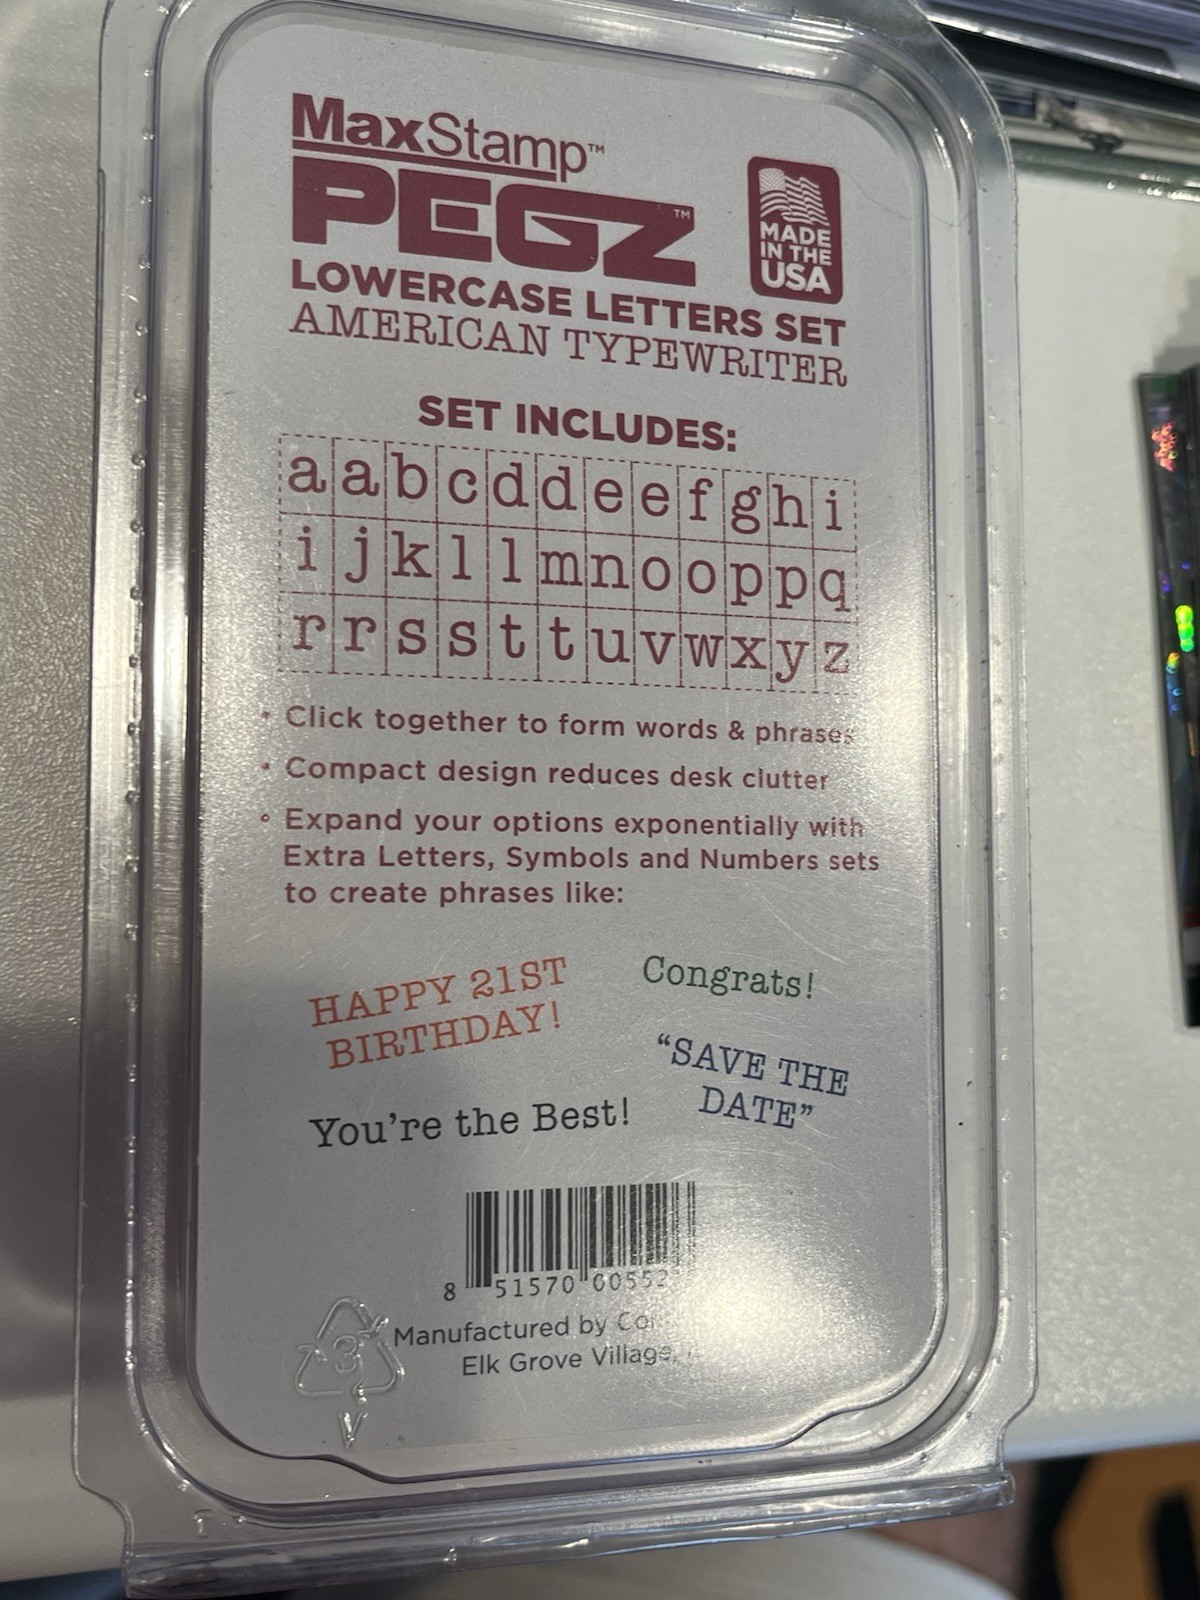 MaxStamp™
PEGZ™
MADE
IN THE
USA
LOWERCASE LETTERS SET
AMERICAN TYPEWRITER
SET INCLUDES:
a a b c d d e e f g h i
i j k l l m n o o p p q
r r s s t t u v w x y z
• Click together to form words & phrases
• Compact design reduces desk clutter
• Expand your options exponentially with
Extra Letters, Symbols and Numbers sets
to create phrases like:
HAPPY 21ST
BIRTHDAY!
Congrats!
"SAVE THE
DATE"
You're the Best!
8 51570 00552
Manufactured by
Elk Grove Village,
3
V